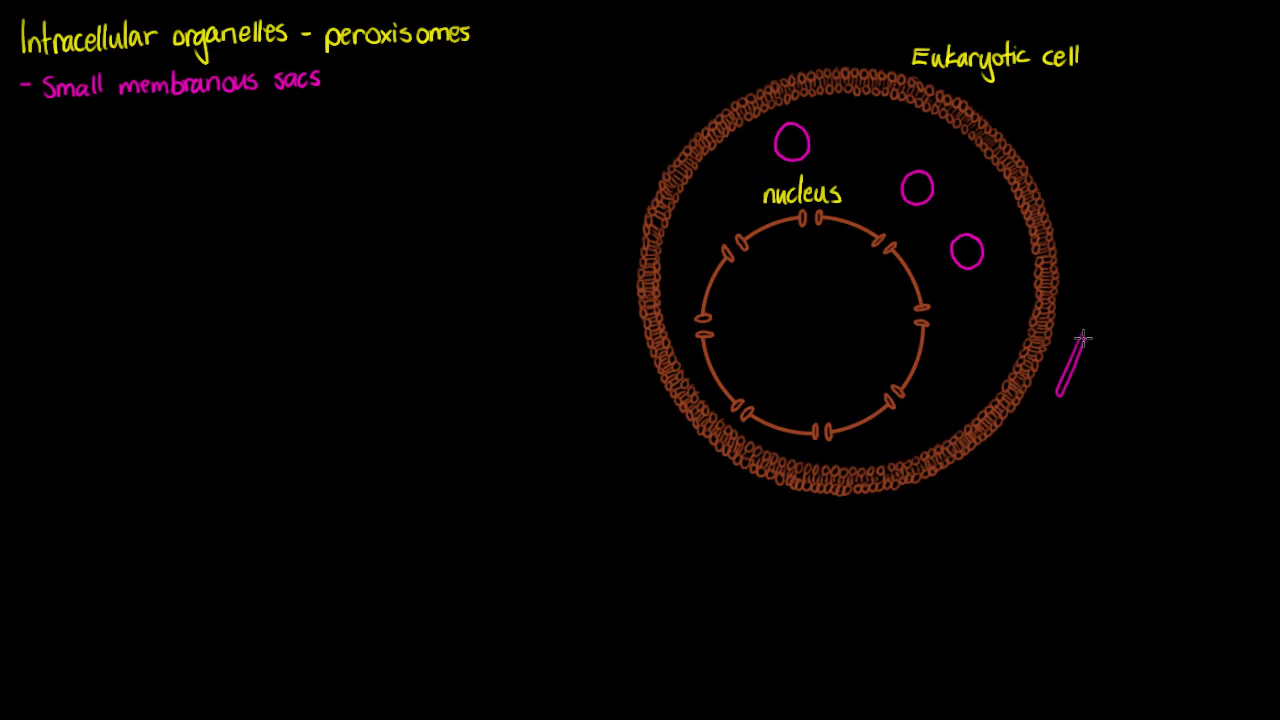 Intracellular organelles - peroxisomes
- Small membranous sacs
Eukaryotic cell
nucleus